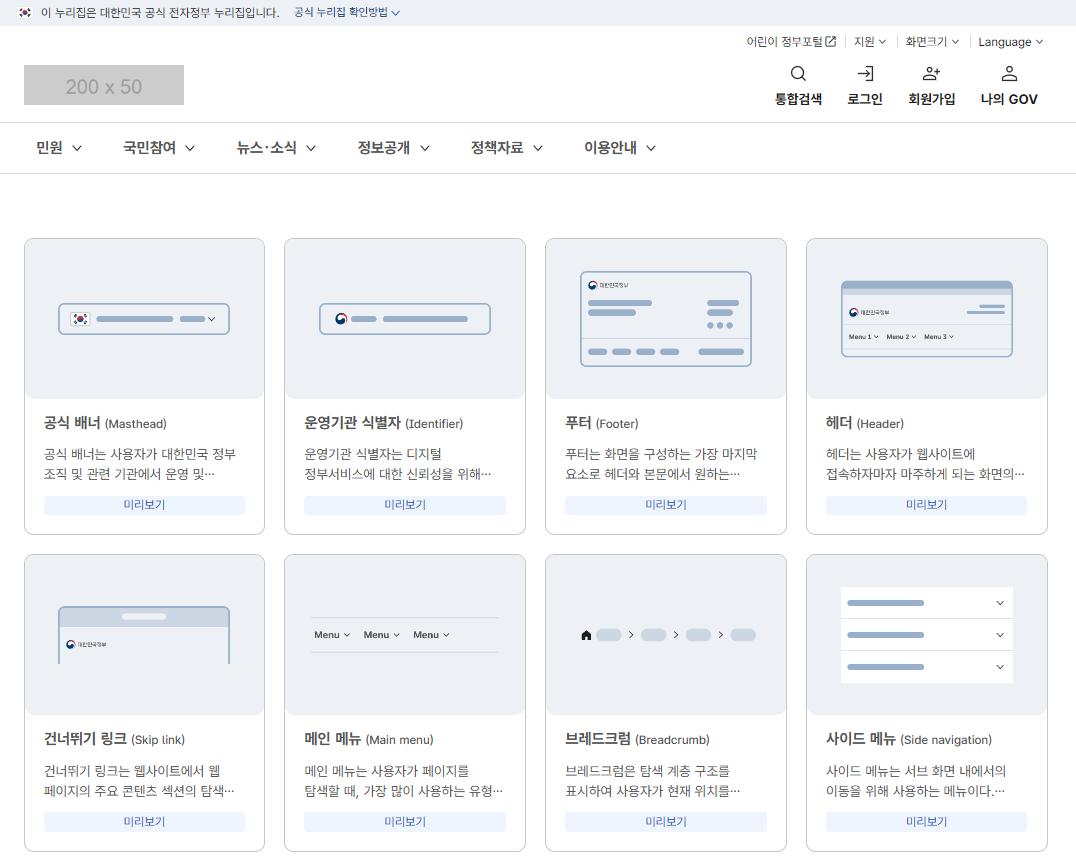 이 누리집은 대한민국 공식 전자정부 누리집입니다. 공식 누리집 확인방법
어린이 정부포털 지원 화면크기 Language
200 x 50
통합검색 로그인 회원가입 나의 GOV
민원 국민참여 뉴스·소식 정보공개 정책자료 이용안내
공식 배너 (Masthead)
공식 배너는 사용자가 대한민국 정부
조직 및 관련 기관에서 운영 및…
미리보기
운영기관 식별자 (Identifier)
운영기관 식별자는 디지털
정부서비스에 대한 신뢰성을 위해…
미리보기
대한민국정부
푸터 (Footer)
푸터는 화면을 구성하는 가장 마지막
요소로 헤더와 본문에서 원하는…
미리보기
대한민국정부
Menu 1 Menu 2 Menu 3
헤더 (Header)
헤더는 사용자가 웹사이트에
접속하자마자 마주하게 되는 화면의…
미리보기
대한민국정부
건너뛰기 링크 (Skip link)
건너뛰기 링크는 웹사이트에서 웹
페이지의 주요 콘텐츠 섹션의 탐색…
미리보기
Menu Menu Menu
메인 메뉴 (Main menu)
메인 메뉴는 사용자가 페이지를
탐색할 때, 가장 많이 사용하는 유형…
미리보기
브레드크럼 (Breadcrumb)
브레드크럼은 탐색 계층 구조를
표시하여 사용자가 현재 위치를…
미리보기
사이드 메뉴 (Side navigation)
사이드 메뉴는 서브 화면 내에서의
이동을 위해 사용하는 메뉴이다.…
미리보기